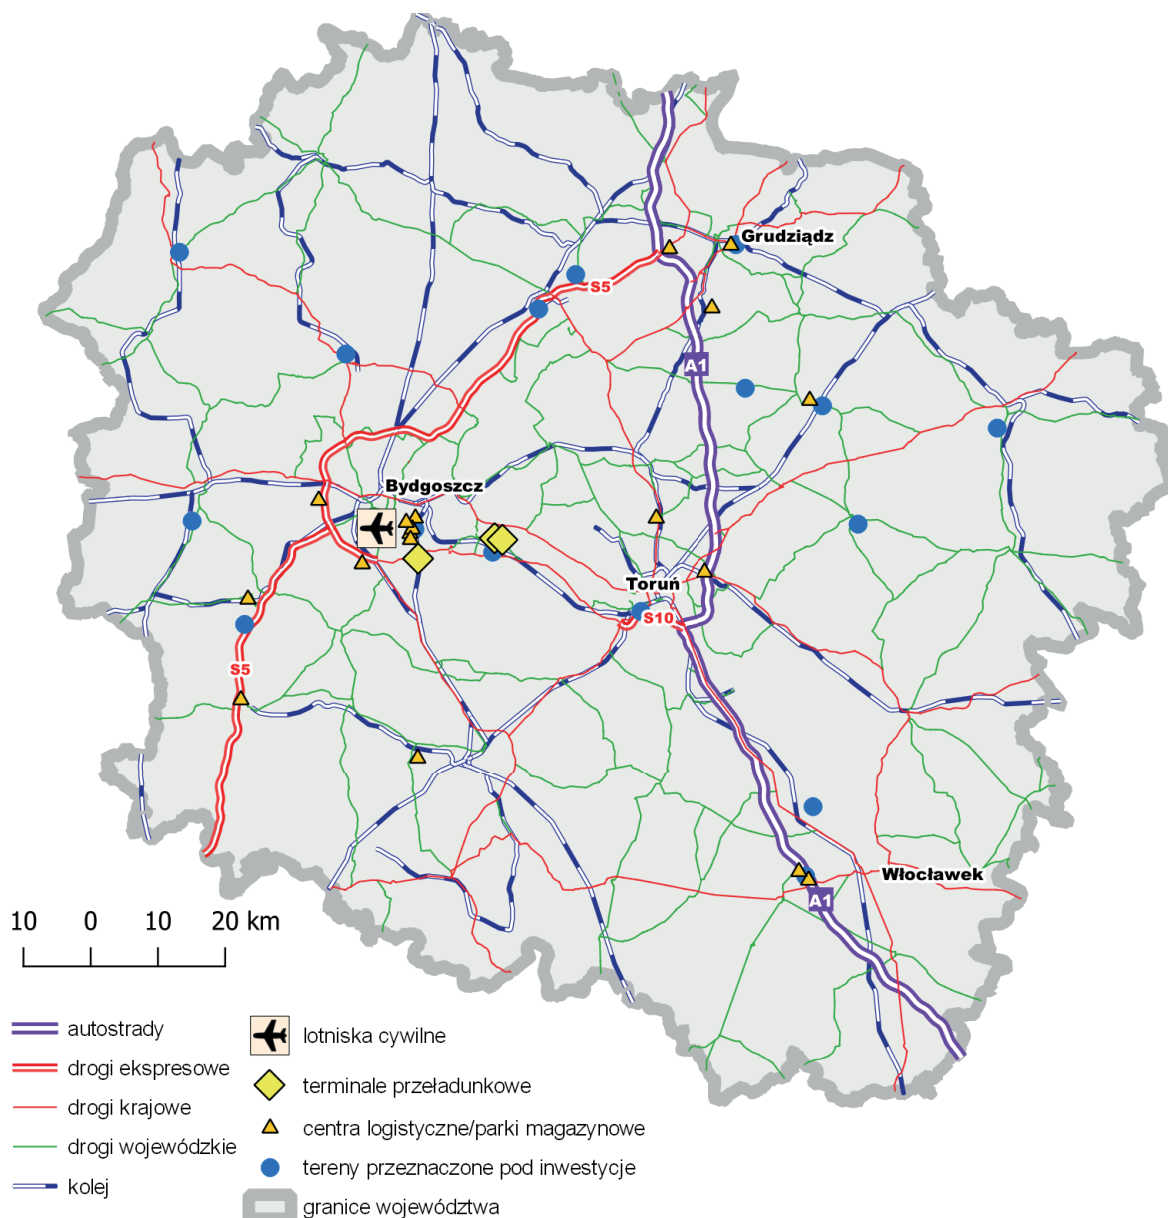 Grudziądz
S5
A1
Bydgoszcz
Toruń
S10
S5
Włocławek
A1
10 0 10 20 km
autostrady
drogi ekspresowe
drogi krajowe
drogi wojewódzkie
kolej
lotniska cywilne
terminale przeładunkowe
centra logistyczne/parki magazynowe
tereny przeznaczone pod inwestycje
granice województwa